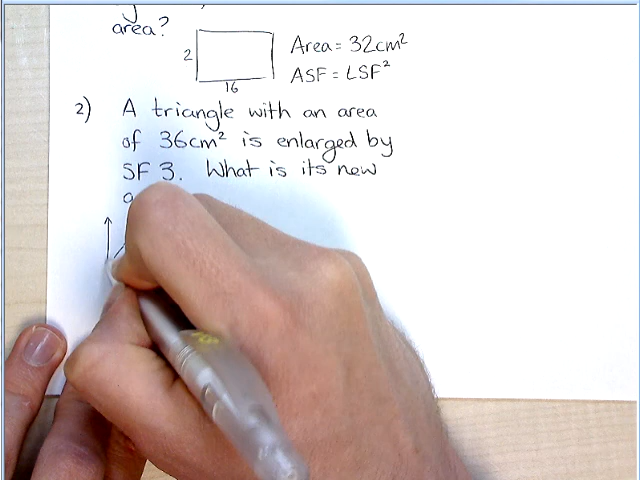 area?
2
Area = 32cm²
ASF = LSF²
16
2) A triangle with an area
of 36cm² is enlarged by
SF 3. What is its new